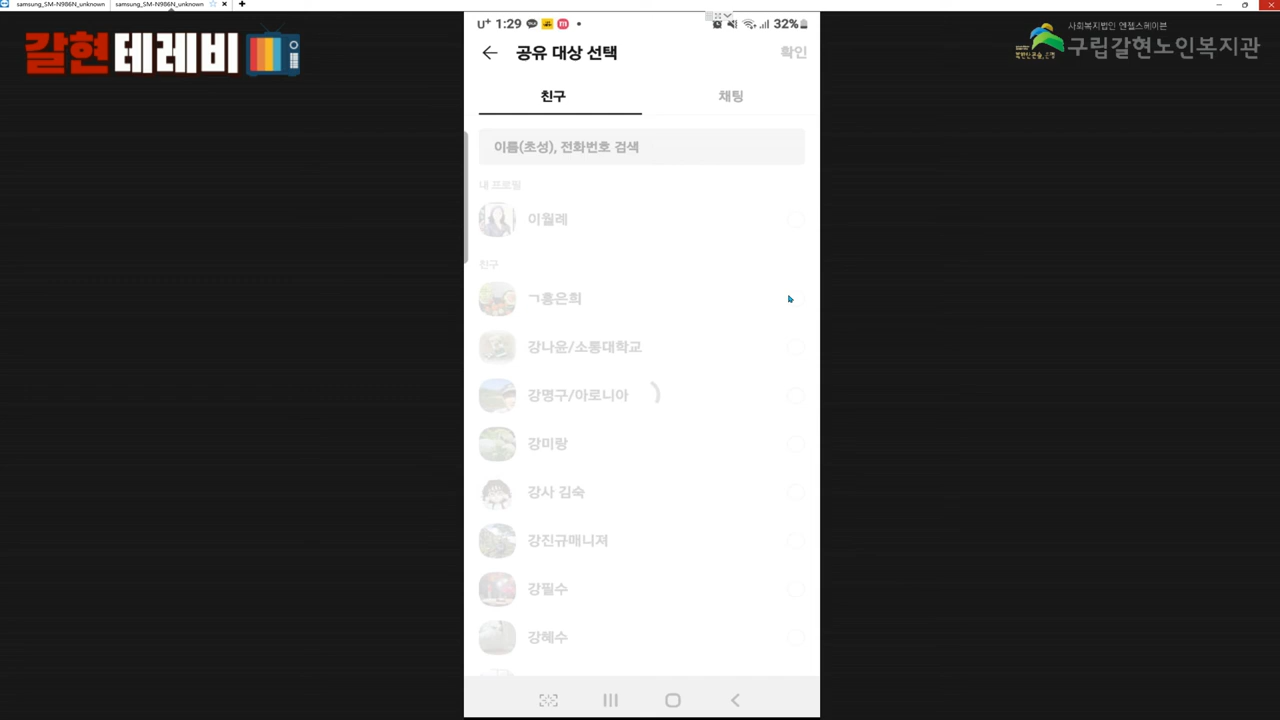 samsung_SM-N986N_unknown
samsung_SM-N986N_unknown
갈현테레비
사회복지법인 엔젤스헤이븐
구립갈현노인복지관
U+ 1:29
32%
공유 대상 선택
확인
친구
채팅
이름(초성), 전화번호 검색
내 프로필
이월례
친구
ㄱ홍은희
강나윤/소통대학교
강명구/아로니아
강미랑
강사 김숙
강진규매니져
강필수
강혜수